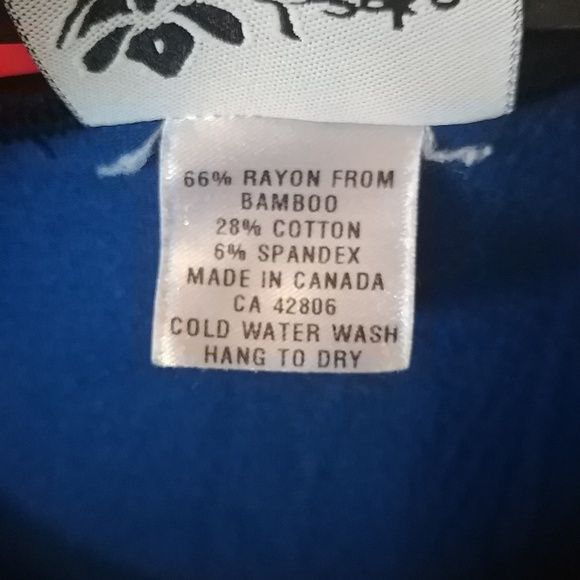 66% RAYON FROM
BAMBOO
28% COTTON
6% SPANDEX
MADE IN CANADA
CA 42806
COLD WATER WASH
HANG TO DRY